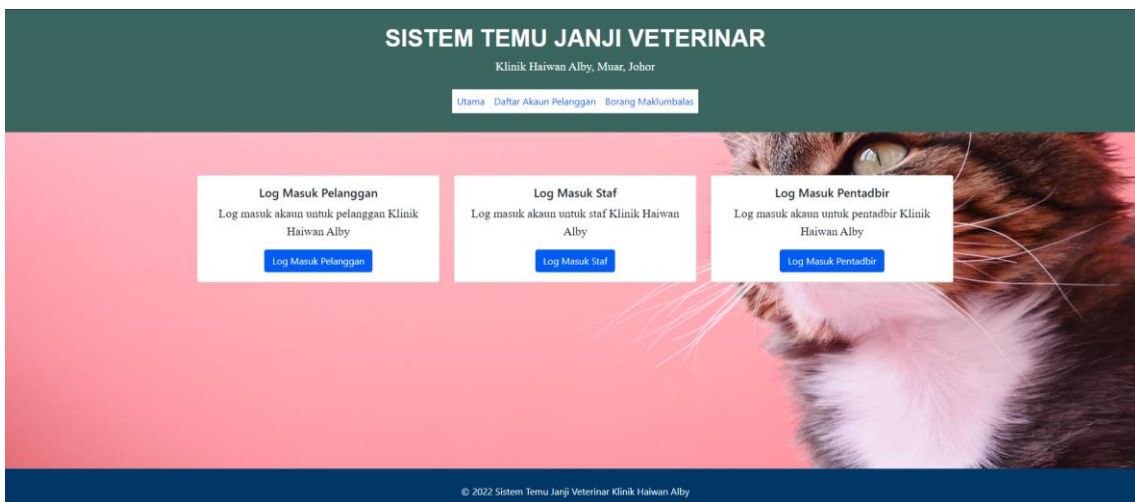 SISTEM TEMU JANJI VETERINAR
Klinik Haiwan Alby, Muar, Johor
Utama Daftar Akaun Pelanggan Borang Maklumbalas
Log Masuk Pelanggan
Log masuk akaun untuk pelanggan Klinik
Haiwan Alby
Log Masuk Pelanggan
Log Masuk Staf
Log masuk akaun untuk staf Klinik Haiwan
Alby
Log Masuk Staf
Log Masuk Pentadbir
Log masuk akaun untuk pentadbir Klinik
Haiwan Alby
Log Masuk Pentadbir
© 2022 Sistem Temu Janji Veterinar Klinik Haiwan Alby